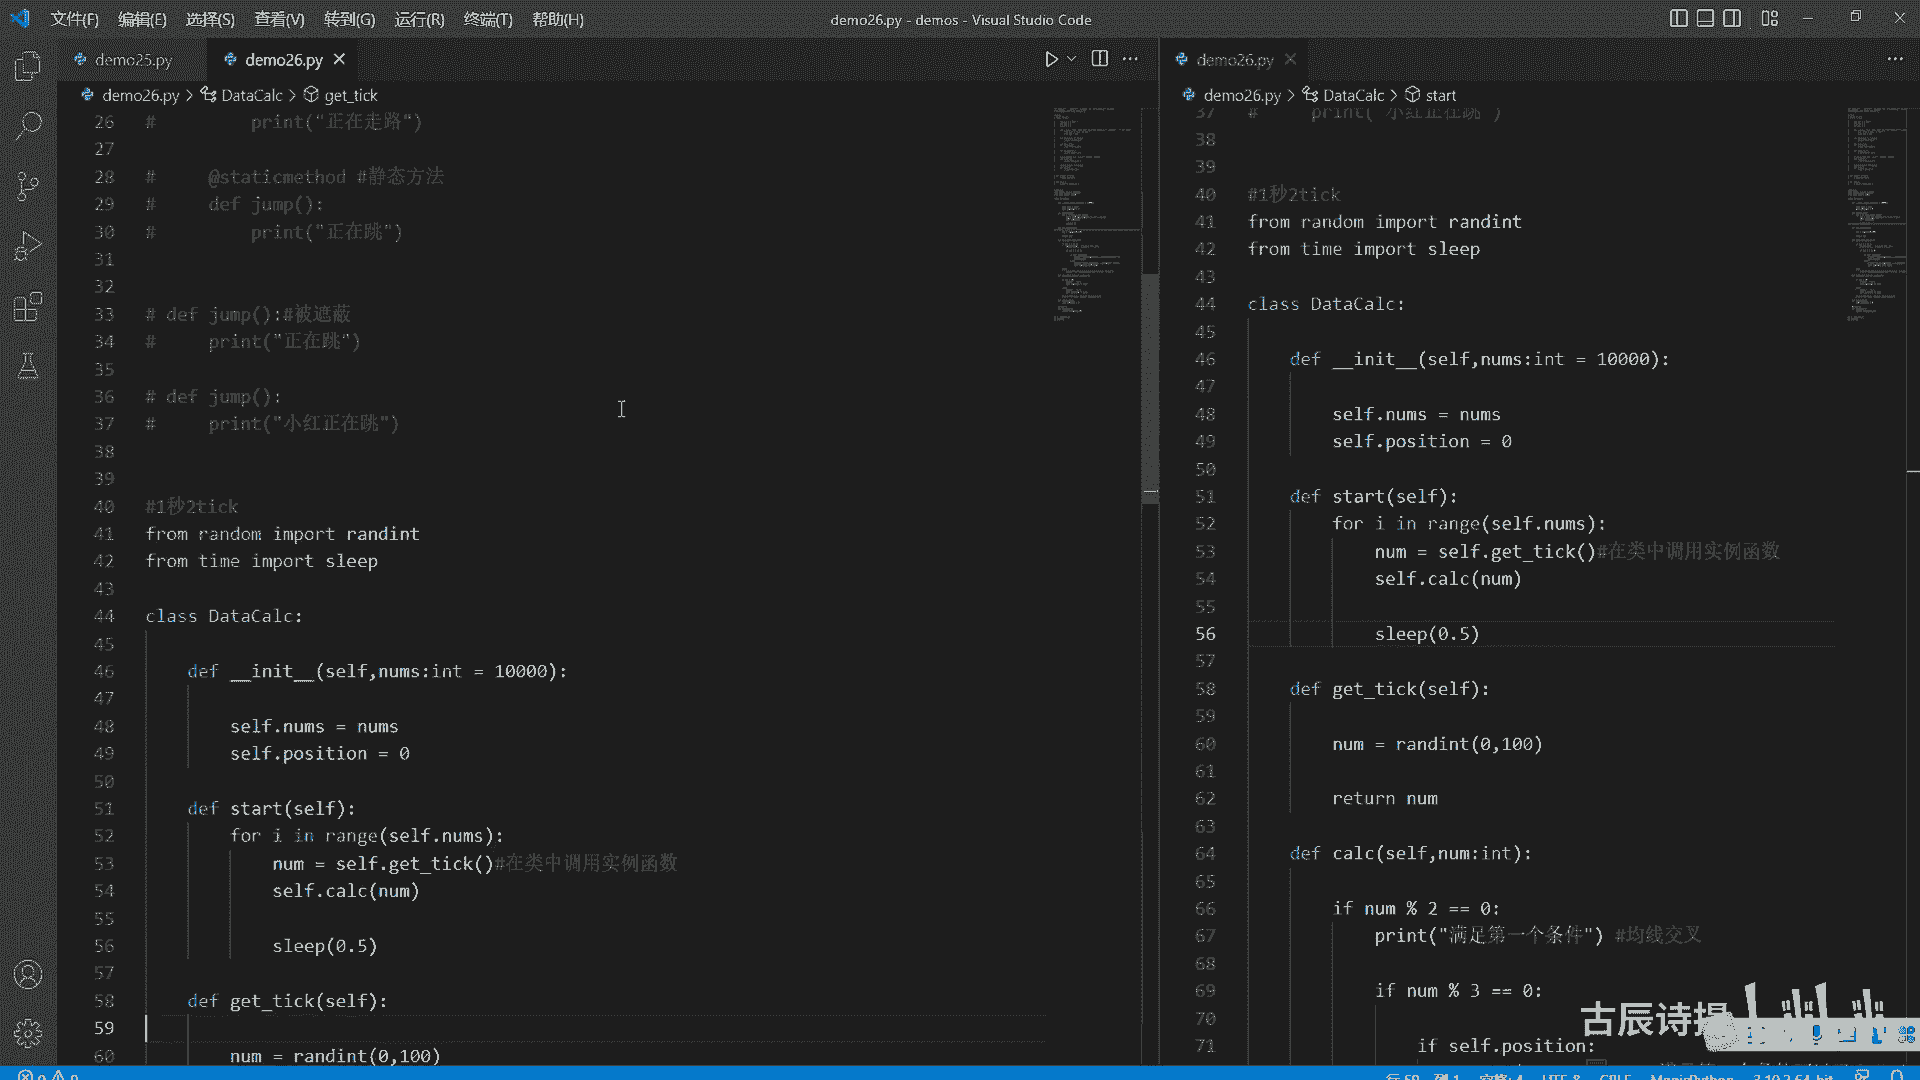 文件(F) 编辑(E) 选择(S) 查看(V) 转到(G) 运行(R) 终端(T) 帮助(H) demo26.py - demos - Visual Studio Code
demo25.py demo26.py
demo26.py > DataCalc > get_tick
26 # print("正在走路")
27
28 # @staticmethod #静态方法
29 # def jump():
30 # print("正在跳")
31
32
33 # def jump():#被遮蔽
34 # print("正在跳")
35
36 # def jump():
37 # print("小红正在跳")
38
39
40 #1秒2tick
41 from random import randint
42 from time import sleep
43
44 class DataCalc:
45
46 def __init__(self,nums:int = 10000):
47
48 self.nums = nums
49 self.position = 0
50
51 def start(self):
52 for i in range(self.nums):
53 num = self.get_tick()#在类中调用实例函数
54 self.calc(num)
55
56 sleep(0.5)
57
58 def get_tick(self):
59
60 num = randint(0,100)
demo26.py
demo26.py > DataCalc > start
37 # print("小红正在跳")
38
39
40 #1秒2tick
41 from random import randint
42 from time import sleep
43
44 class DataCalc:
45
46 def __init__(self,nums:int = 10000):
47
48 self.nums = nums
49 self.position = 0
50
51 def start(self):
52 for i in range(self.nums):
53 num = self.get_tick()#在类中调用实例函数
54 self.calc(num)
55
56 sleep(0.5)
57
58 def get_tick(self):
59
60 num = randint(0,100)
61
62 return num
63
64 def calc(self,num:int):
65
66 if num % 2 == 0:
67 print("满足第一个条件") #均线交叉
68
69 if num % 3 == 0:
70
71 if self.position:
古辰诗提